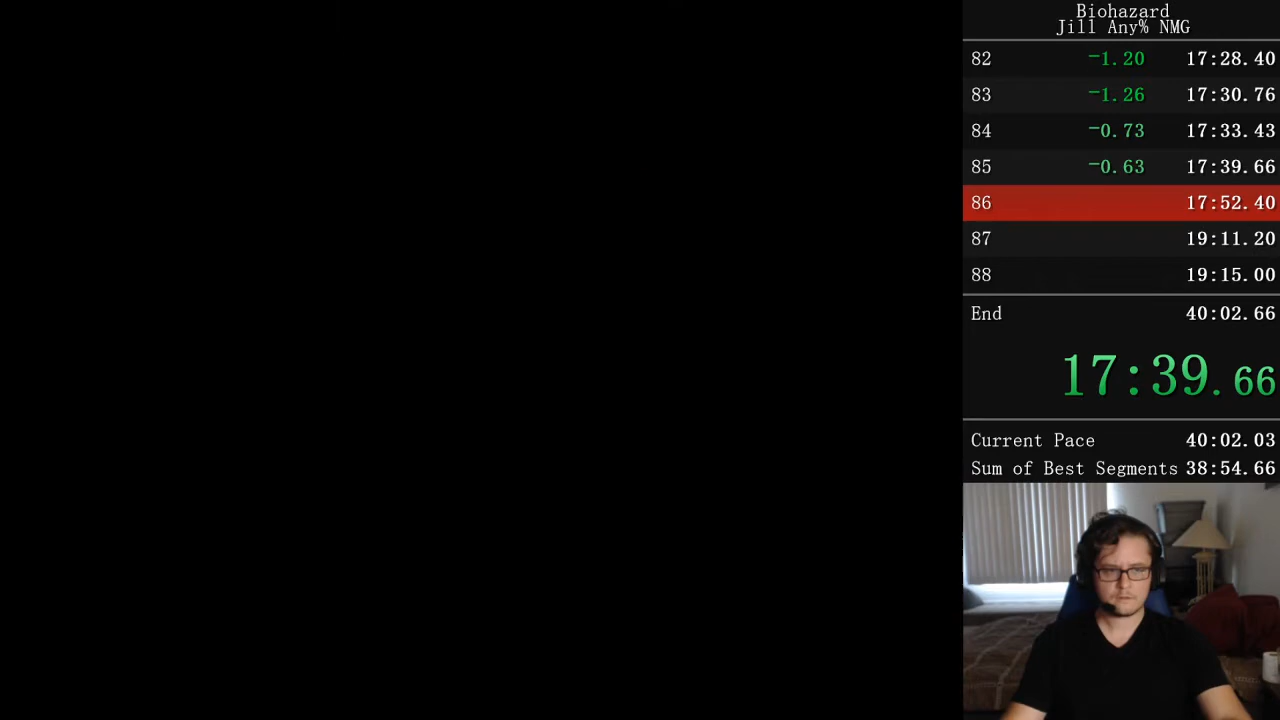 Biohazard
Jill Any% NMG
82 -1.20 17:28.40
83 -1.26 17:30.76
84 -0.73 17:33.43
85 -0.63 17:39.66
86 17:52.40
87 19:11.20
88 19:15.00
End 40:02.66
17:39.66
Current Pace 40:02.03
Sum of Best Segments 38:54.66